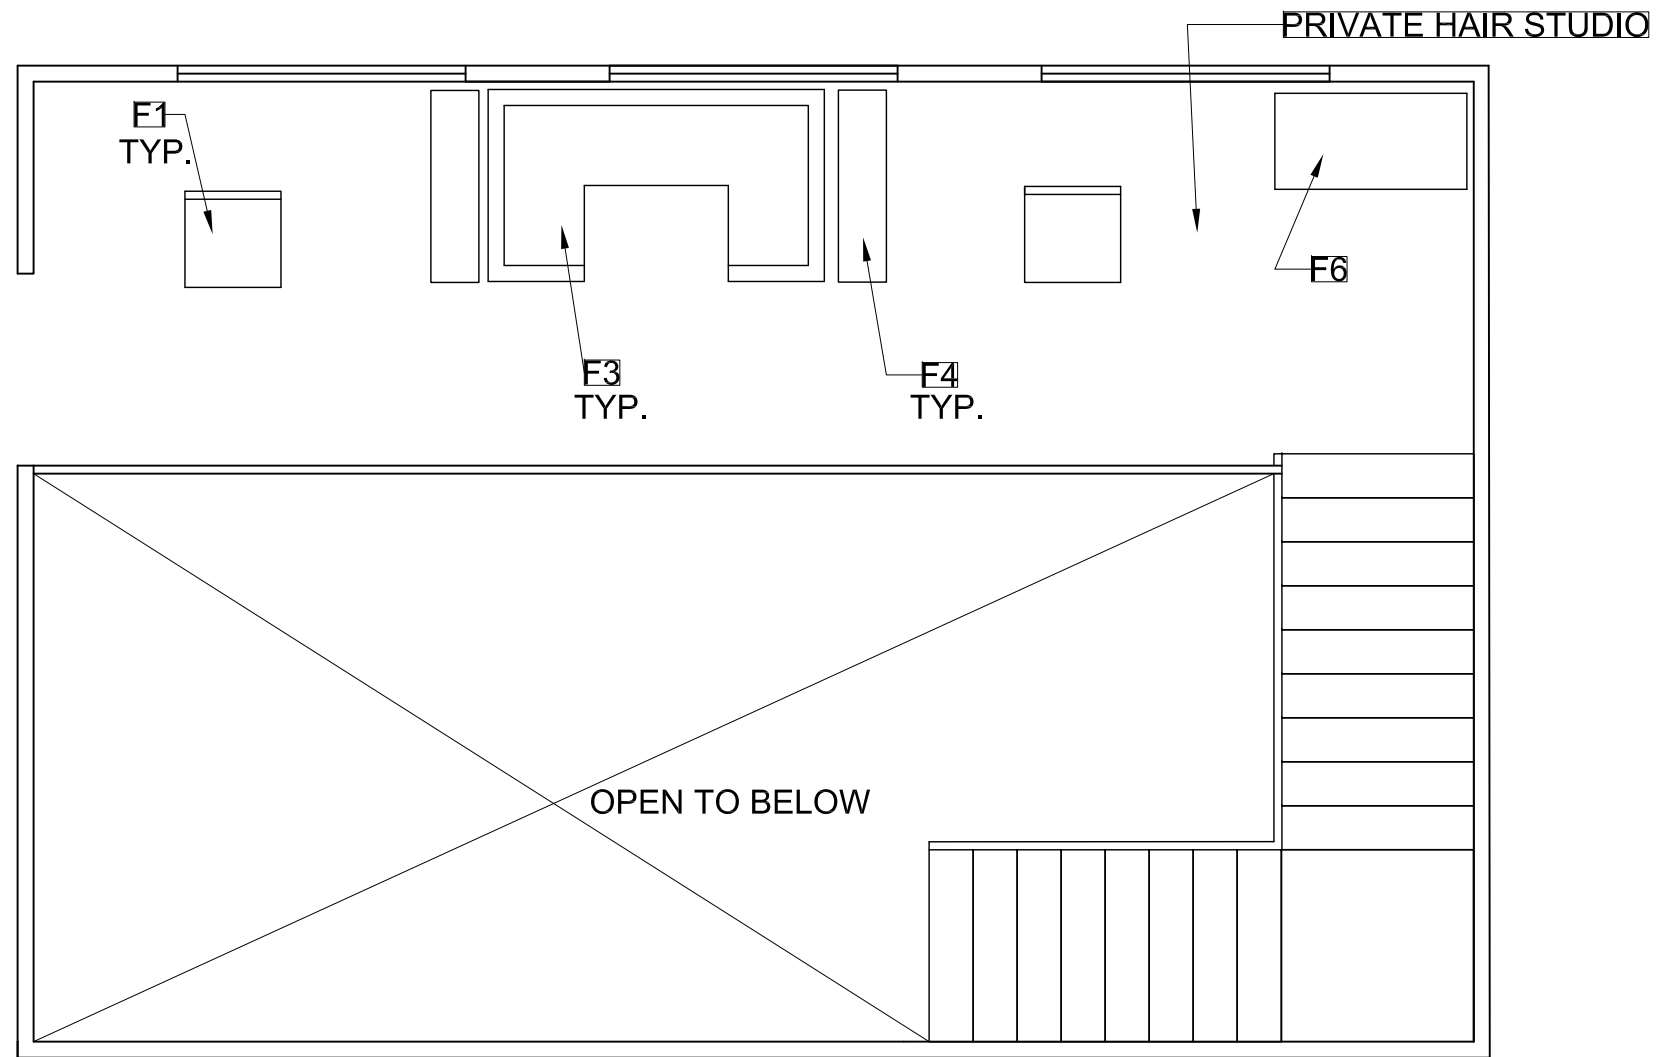 PRIVATE HAIR STUDIO
F1
TYP.
F6
F3
TYP.
F4
TYP.
OPEN TO BELOW